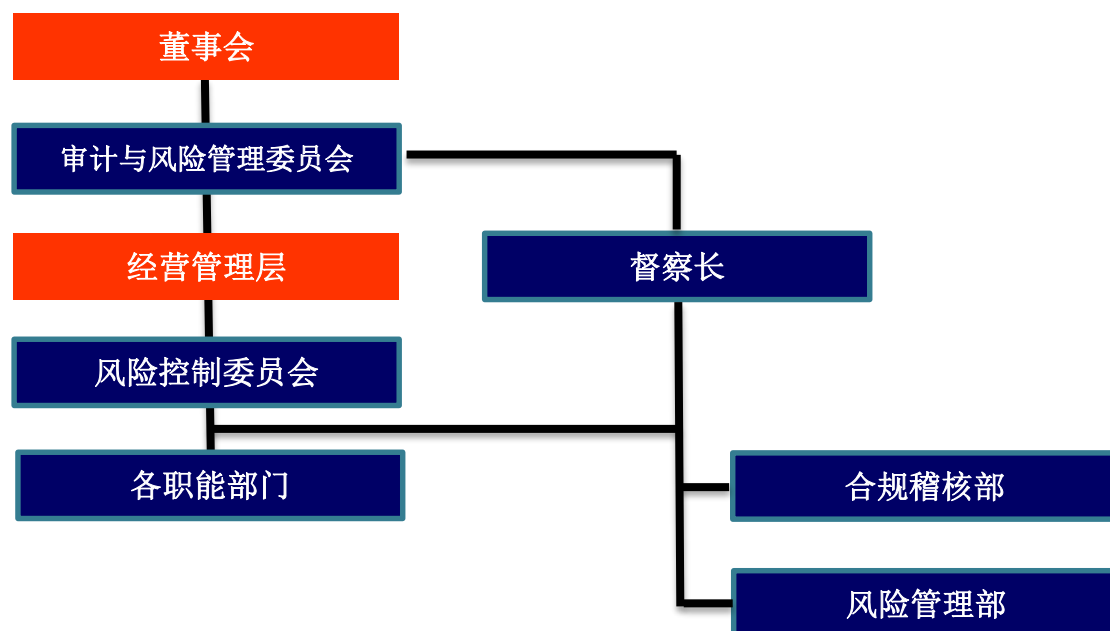 董事会
审计与风险管理委员会
经营管理层
督察长
风险控制委员会
各职能部门
合规稽核部
风险管理部